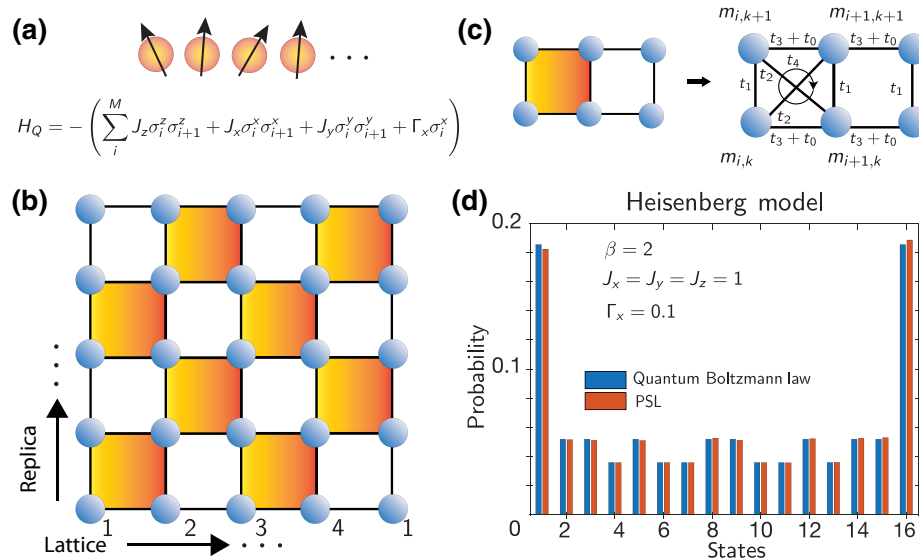 (a)
. . .
H_Q = − ( ∑_i^M J_z σ_i^z σ_{i+1}^z + J_x σ_i^x σ_{i+1}^x + J_y σ_i^y σ_{i+1}^y + Γ_x σ_i^x )
(b)
. . .
Replica
1 2 3 4 1
Lattice . . .
(c)
m_{i,k+1} m_{i+1,k+1}
t_3 + t_0 t_3 + t_0
t_4
t_2
t_1 t_1 t_1
t_2
t_3 + t_0 t_3 + t_0
m_{i,k} m_{i+1,k}
(d)
Heisenberg model
0.2
β = 2
J_x = J_y = J_z = 1
Γ_x = 0.1
Probability
0.1
Quantum Boltzmann law
PSL
0 2 4 6 8 10 12 14 16
States